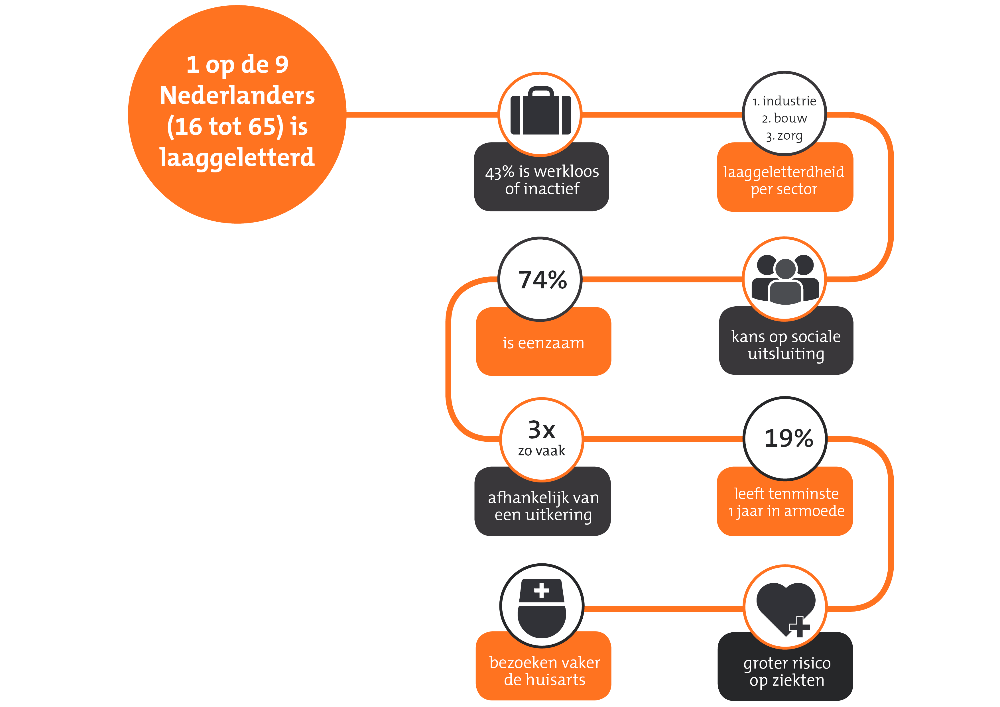 1 op de 9
Nederlanders
(16 tot 65) is
laaggeletterd
43% is werkloos
of inactief
1. industrie
2. bouw
3. zorg
laaggeletterdheid
per sector
kans op sociale
uitsluiting
74%
is eenzaam
3x
zo vaak
afhankelijk van
een uitkering
19%
leeft tenminste
1 jaar in armoede
groter risico
op ziekten
bezoeken vaker
de huisarts